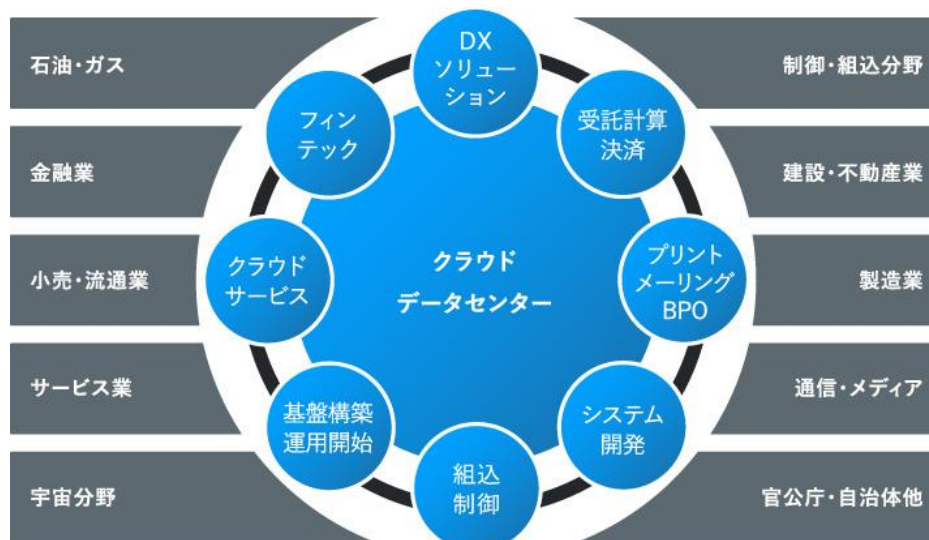 石油・ガス
金融業
小売・流通業
サービス業
宇宙分野
DX
ソリュー
ション
フィン
テック
受託計算
決済
クラウド
サービス
クラウド
データセンター
プリント
メーリング
BPO
基盤構築
運用開始
システム
開発
組込
制御
制御・組込分野
建設・不動産業
製造業
通信・メディア
官公庁・自治体他